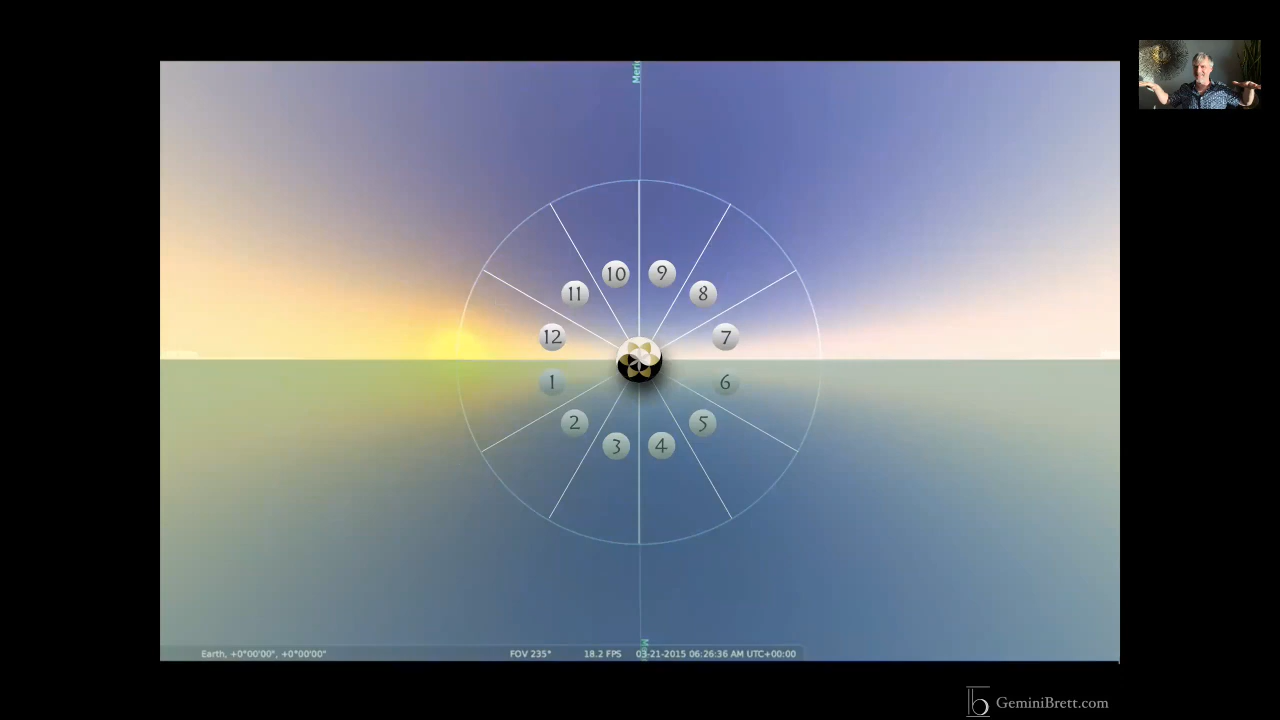 Meri
10
9
11
8
12
7
1
6
2
5
3
4
Earth, +0°00'00", +0°00'00"
FOV 235°
18.2 FPS
03-21-2015 06:26:36 AM UTC+00:00
GeminiBrett.com